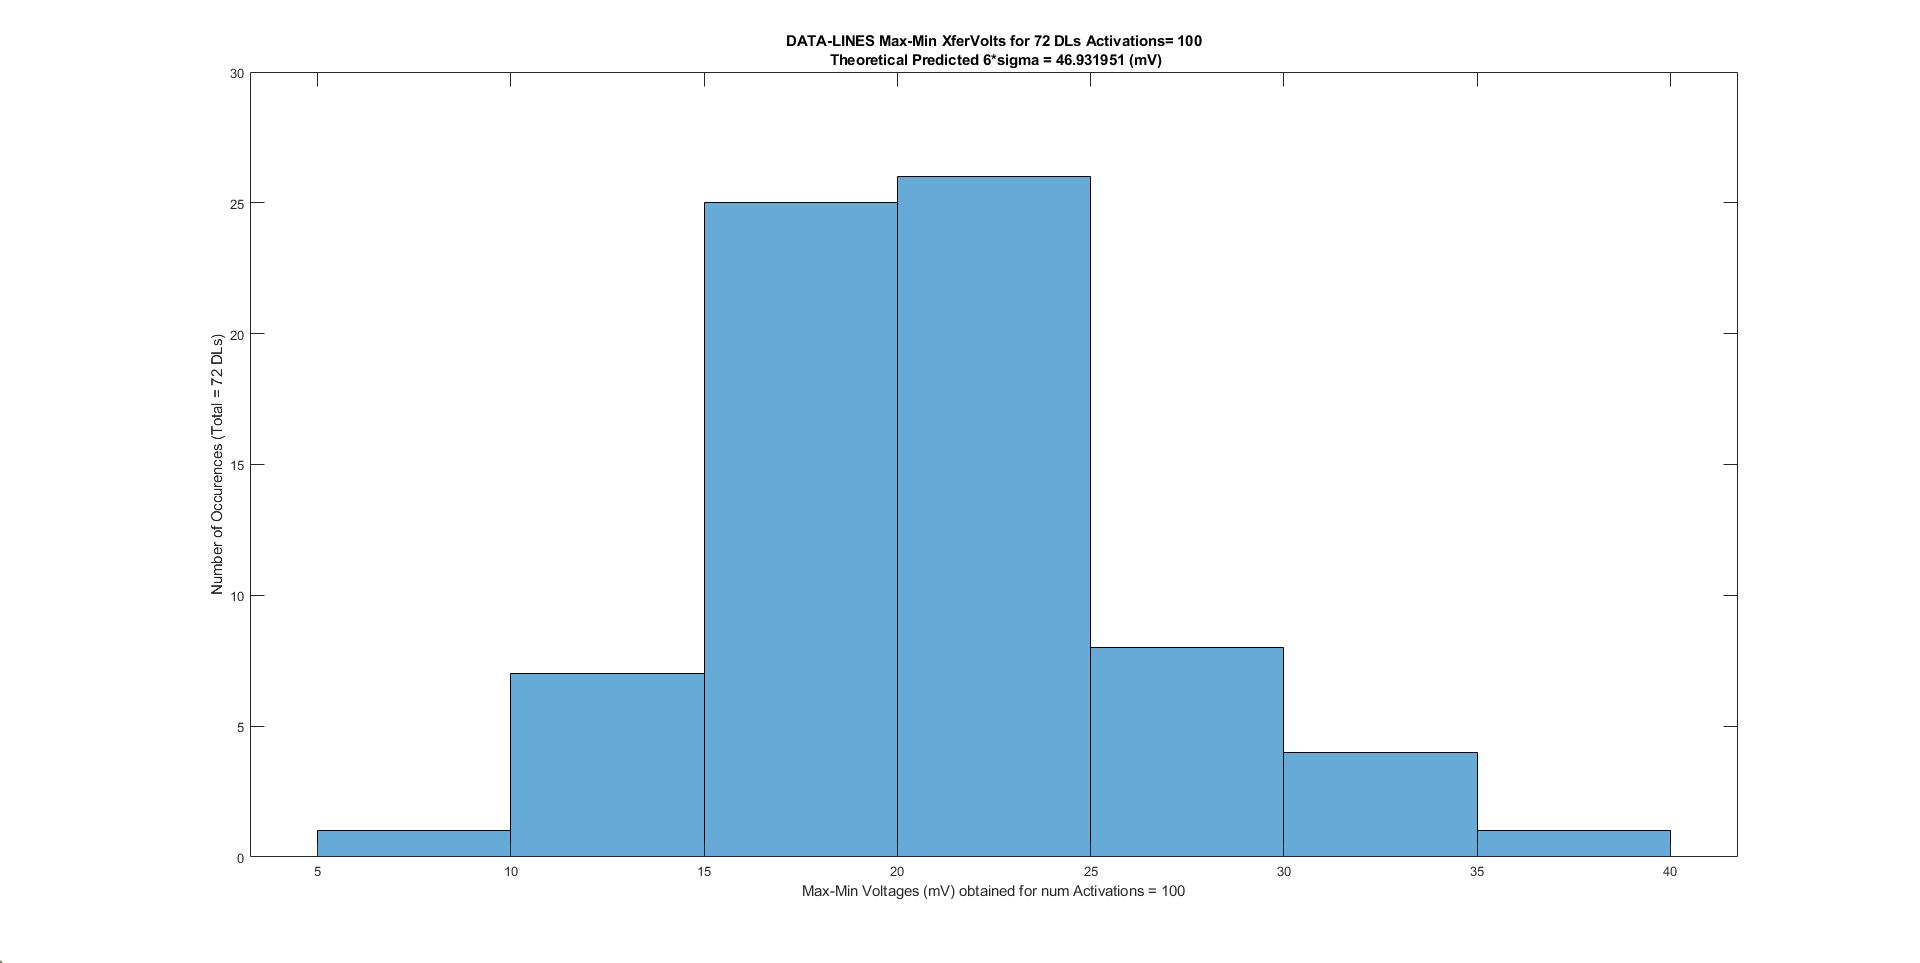 DATA-LINES Max-Min XferVolts for 72 DLs Activations= 100
Theoretical Predicted 6*sigma = 46.931951 (mV)
30
25
20
15
10
5
0
Number of Occurences (Total = 72 DLs)
5 10 15 20 25 30 35 40
Max-Min Voltages (mV) obtained for num Activations = 100